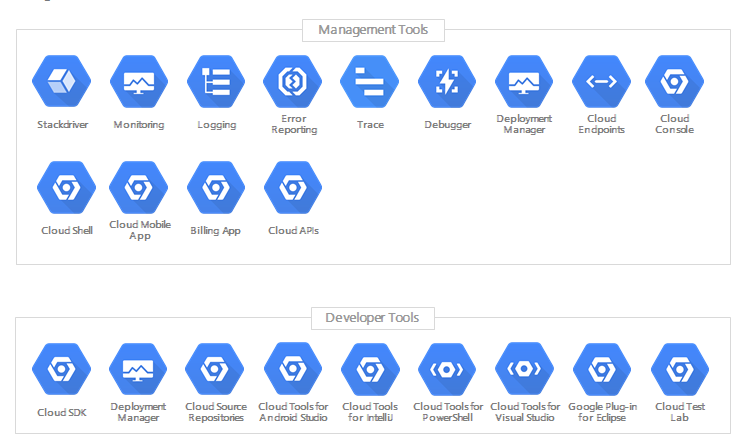 Management Tools
Stackdriver
Monitoring
Logging
Error
Reporting
Trace
Debugger
Deployment
Manager
Cloud
Endpoints
Cloud
Console
Cloud Shell
Cloud Mobile
App
Billing App
Cloud APIs
Developer Tools
Cloud SDK
Deployment
Manager
Cloud Source
Repositories
Cloud Tools for
Android Studio
Cloud Tools
for IntelliJ
Cloud Tools for
PowerShell
Cloud Tools for
Visual Studio
Google Plug-in
for Eclipse
Cloud Test
Lab